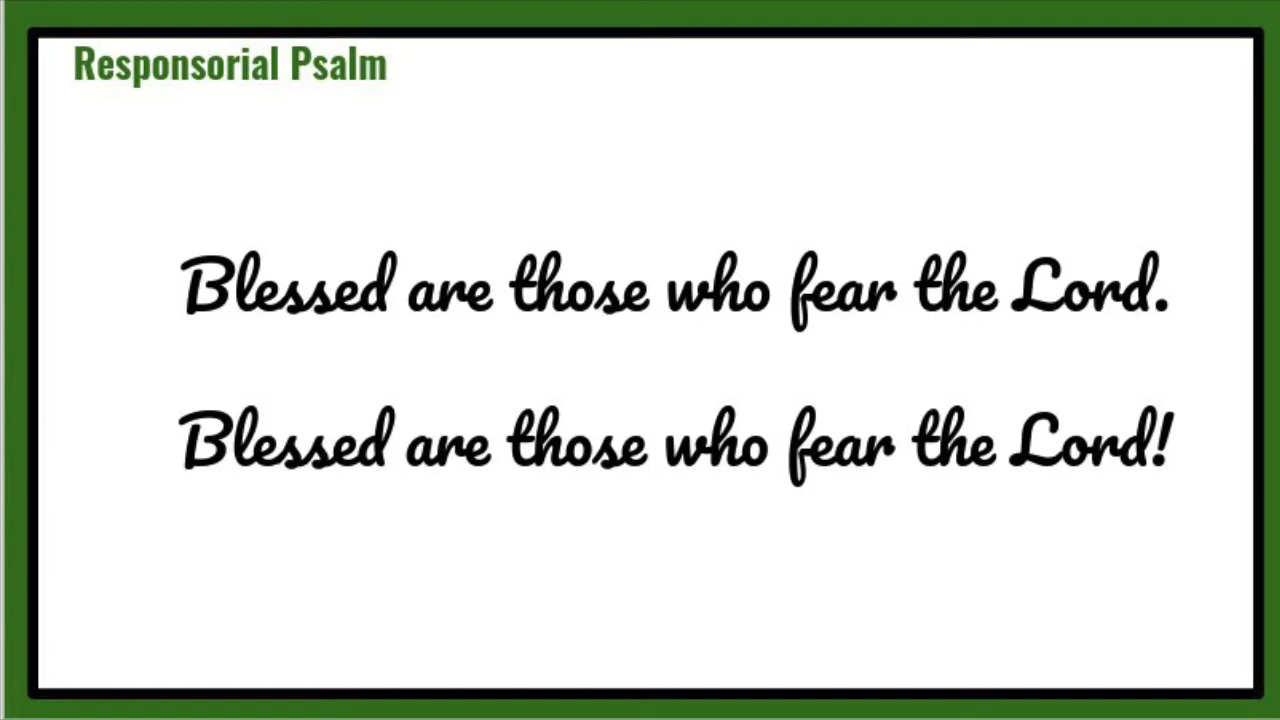 Responsorial Psalm
Blessed are those who fear the Lord.
Blessed are those who fear the Lord!